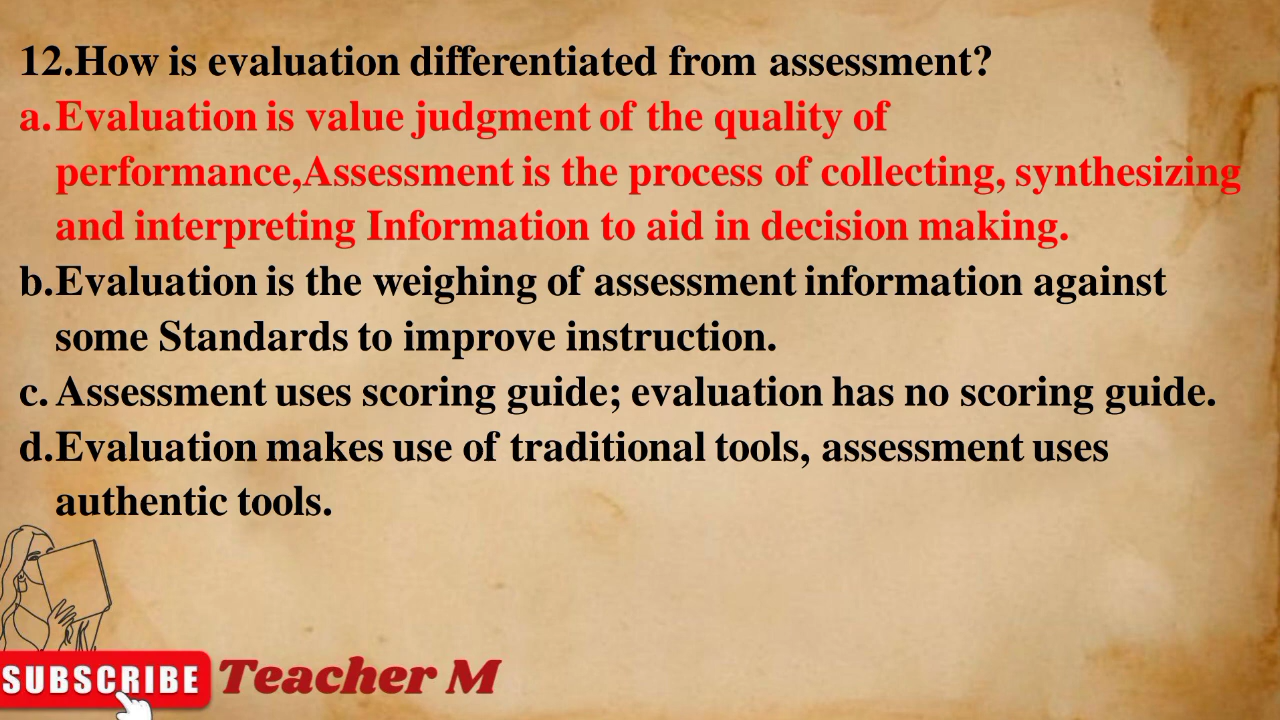 12.How is evaluation differentiated from assessment?
a.Evaluation is value judgment of the quality of
performance,Assessment is the process of collecting, synthesizing
and interpreting Information to aid in decision making.
b.Evaluation is the weighing of assessment information against
some Standards to improve instruction.
c. Assessment uses scoring guide; evaluation has no scoring guide.
d.Evaluation makes use of traditional tools, assessment uses
authentic tools.
SUBSCRIBE Teacher M